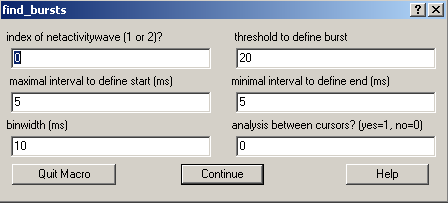 find_bursts
index of netactivitywave (1 or 2)? threshold to define burst
0 20
maximal interval to define start (ms) minimal interval to define end (ms)
5 5
binwidth (ms) analysis between cursors? (yes=1, no=0)
10 0
Quit Macro Continue Help